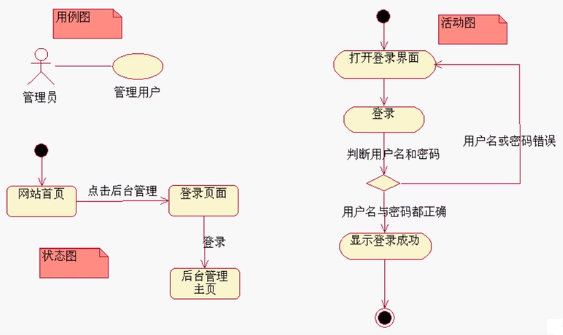 用例图
管理员
管理用户
网站首页
点击后台管理
登录页面
登录
后台管理
主页
状态图
活动图
打开登录界面
登录
判断用户名和密码
用户名或密码错误
用户名与密码都正确
显示登录成功